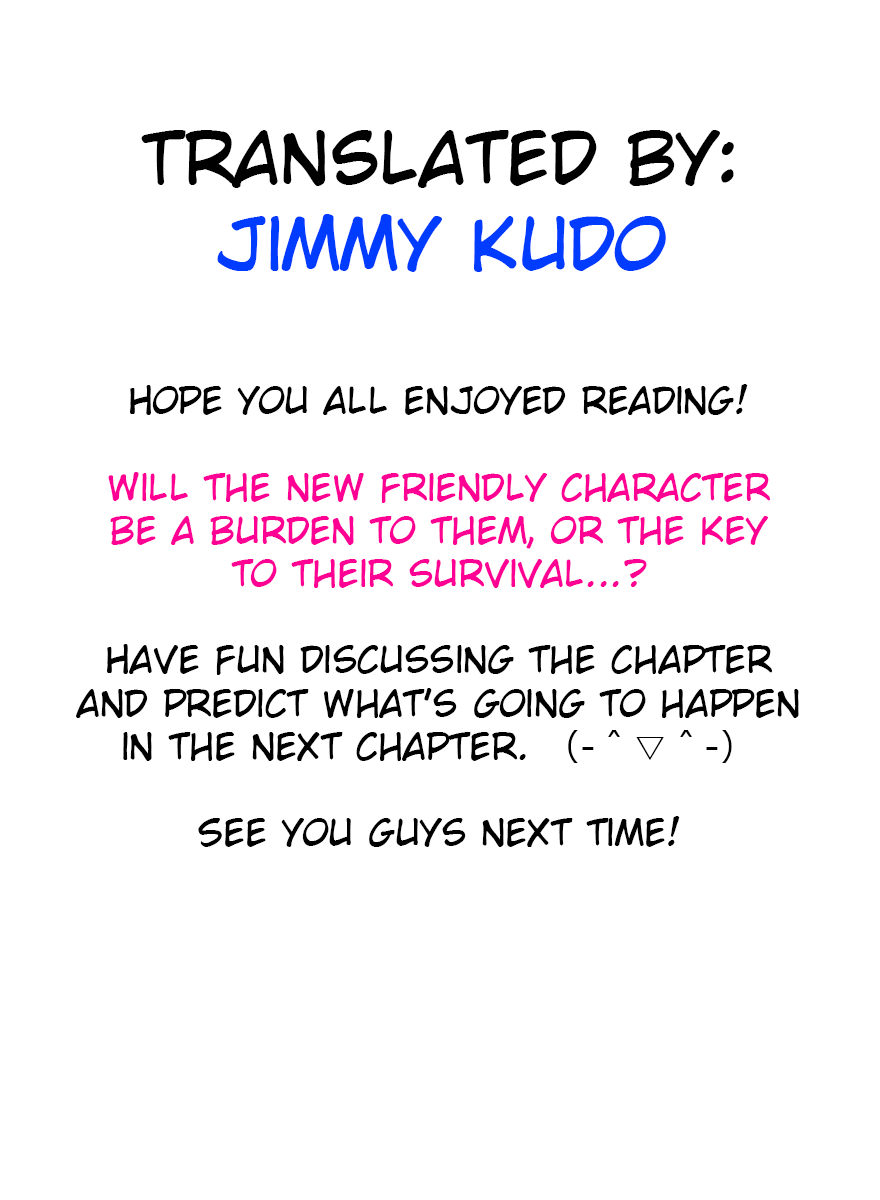 TRANSLATED BY:
JIMMY KUDO
HOPE YOU ALL ENJOYED READING!
WILL THE NEW FRIENDLY CHARACTER
BE A BURDEN TO THEM, OR THE KEY
TO THEIR SURVIVAL...?
HAVE FUN DISCUSSING THE CHAPTER
AND PREDICT WHAT'S GOING TO HAPPEN
IN THE NEXT CHAPTER. (-＾▽＾-)
SEE YOU GUYS NEXT TIME!